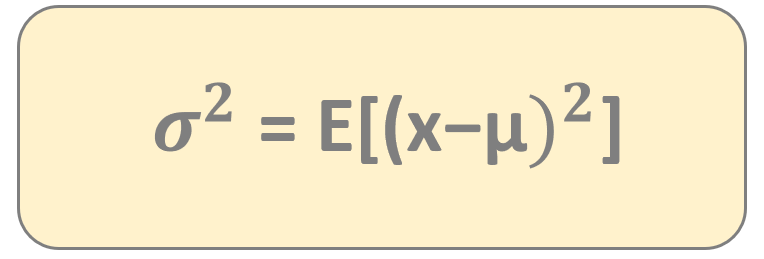 σ² = E[(x−μ)²]